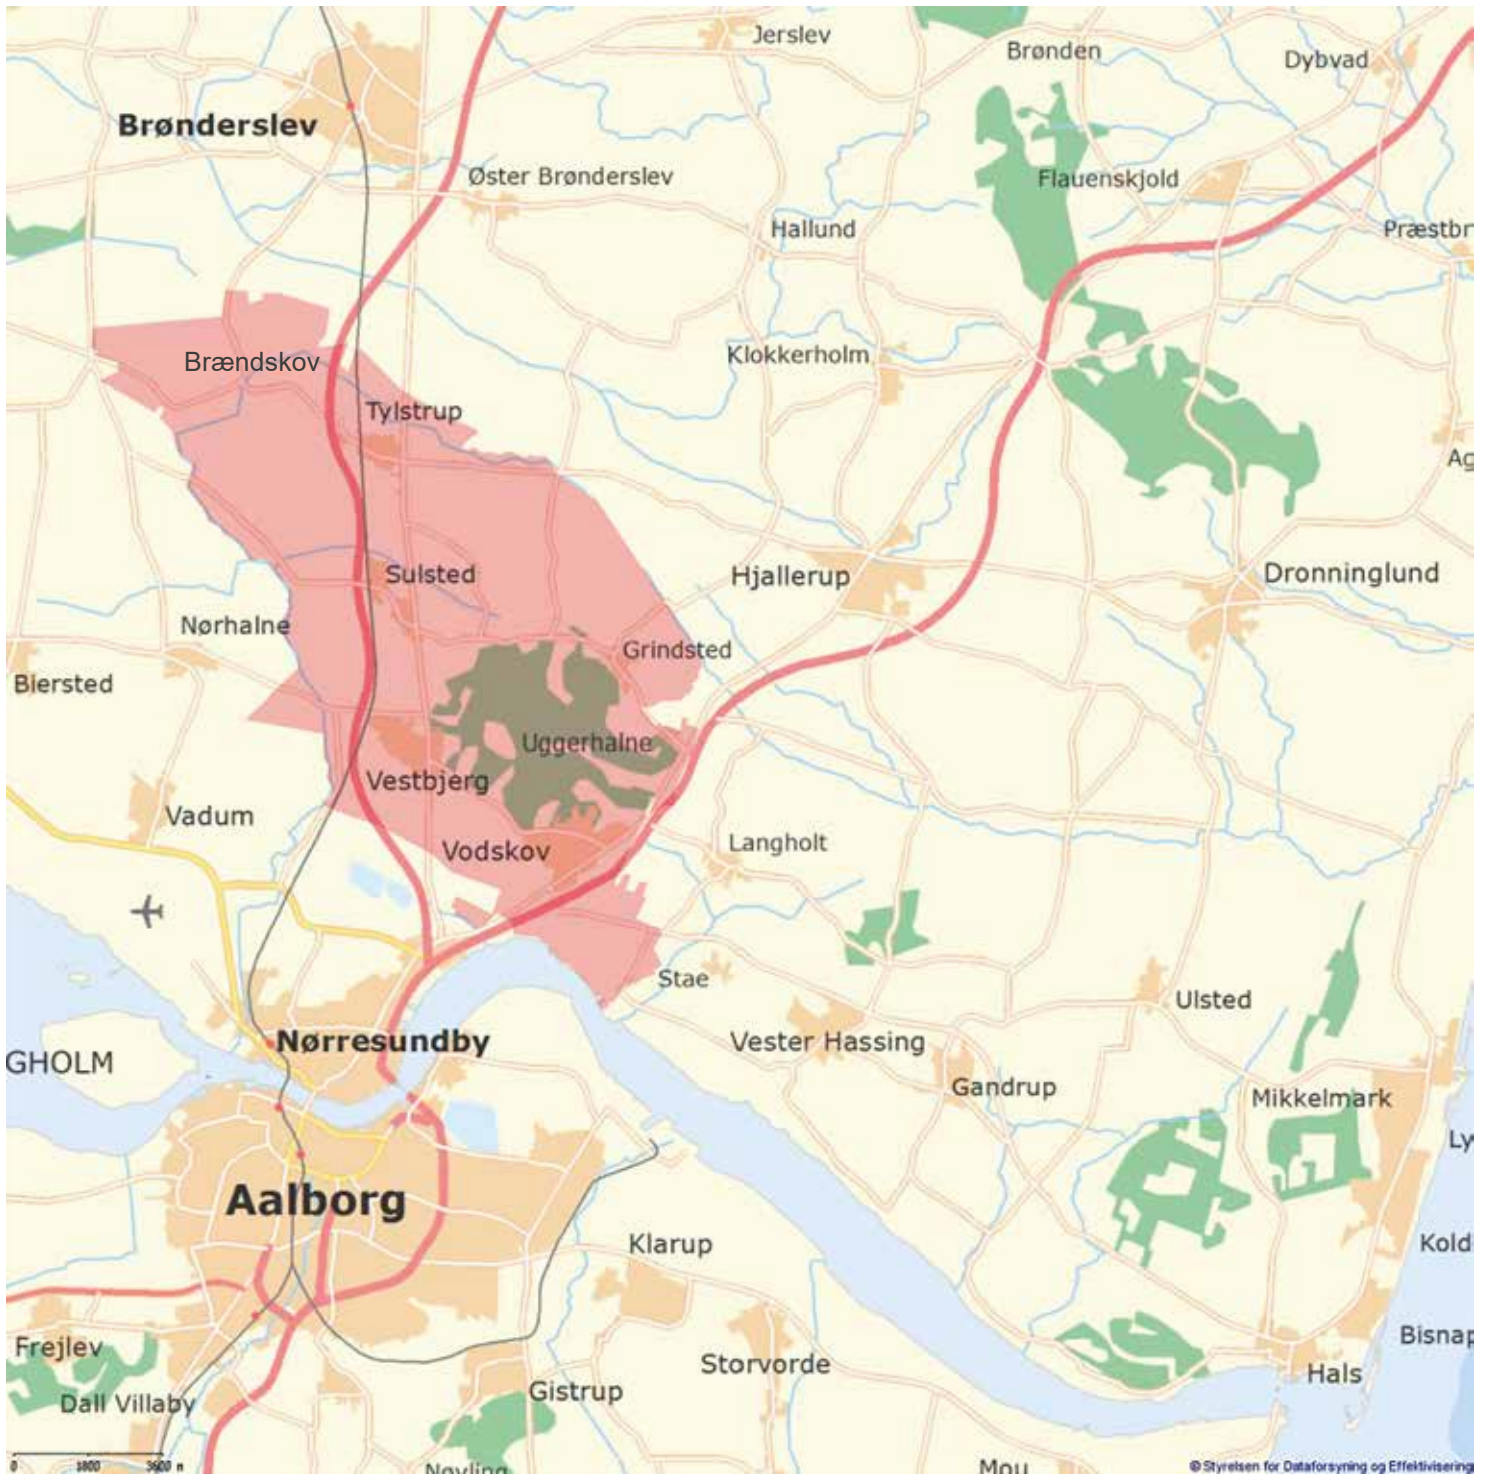 Jerslev
Brønden
Dybvad
Brønderslev
Øster Brønderslev
Flauenskjold
Hallund
Præstbr
Brændskov
Klokkerholm
Tylstrup
Ag
Sulsted
Hjallerup
Dronninglund
Nørhalne
Grindsted
Biersted
Uggerhalne
Vestbjerg
Vadum
Vodskov
Langholt
Stae
Ulsted
Nørresundby
Vester Hassing
GHOLM
Gandrup
Mikkelmark
Ly
Aalborg
Klarup
Kold
Frejlev
Bisnap
Storvorde
Hals
Gistrup
Dall Villaby
0 1800 3600 m
Nøvling
Mou
© Styrelsen for Dataforsyning og Effektivisering